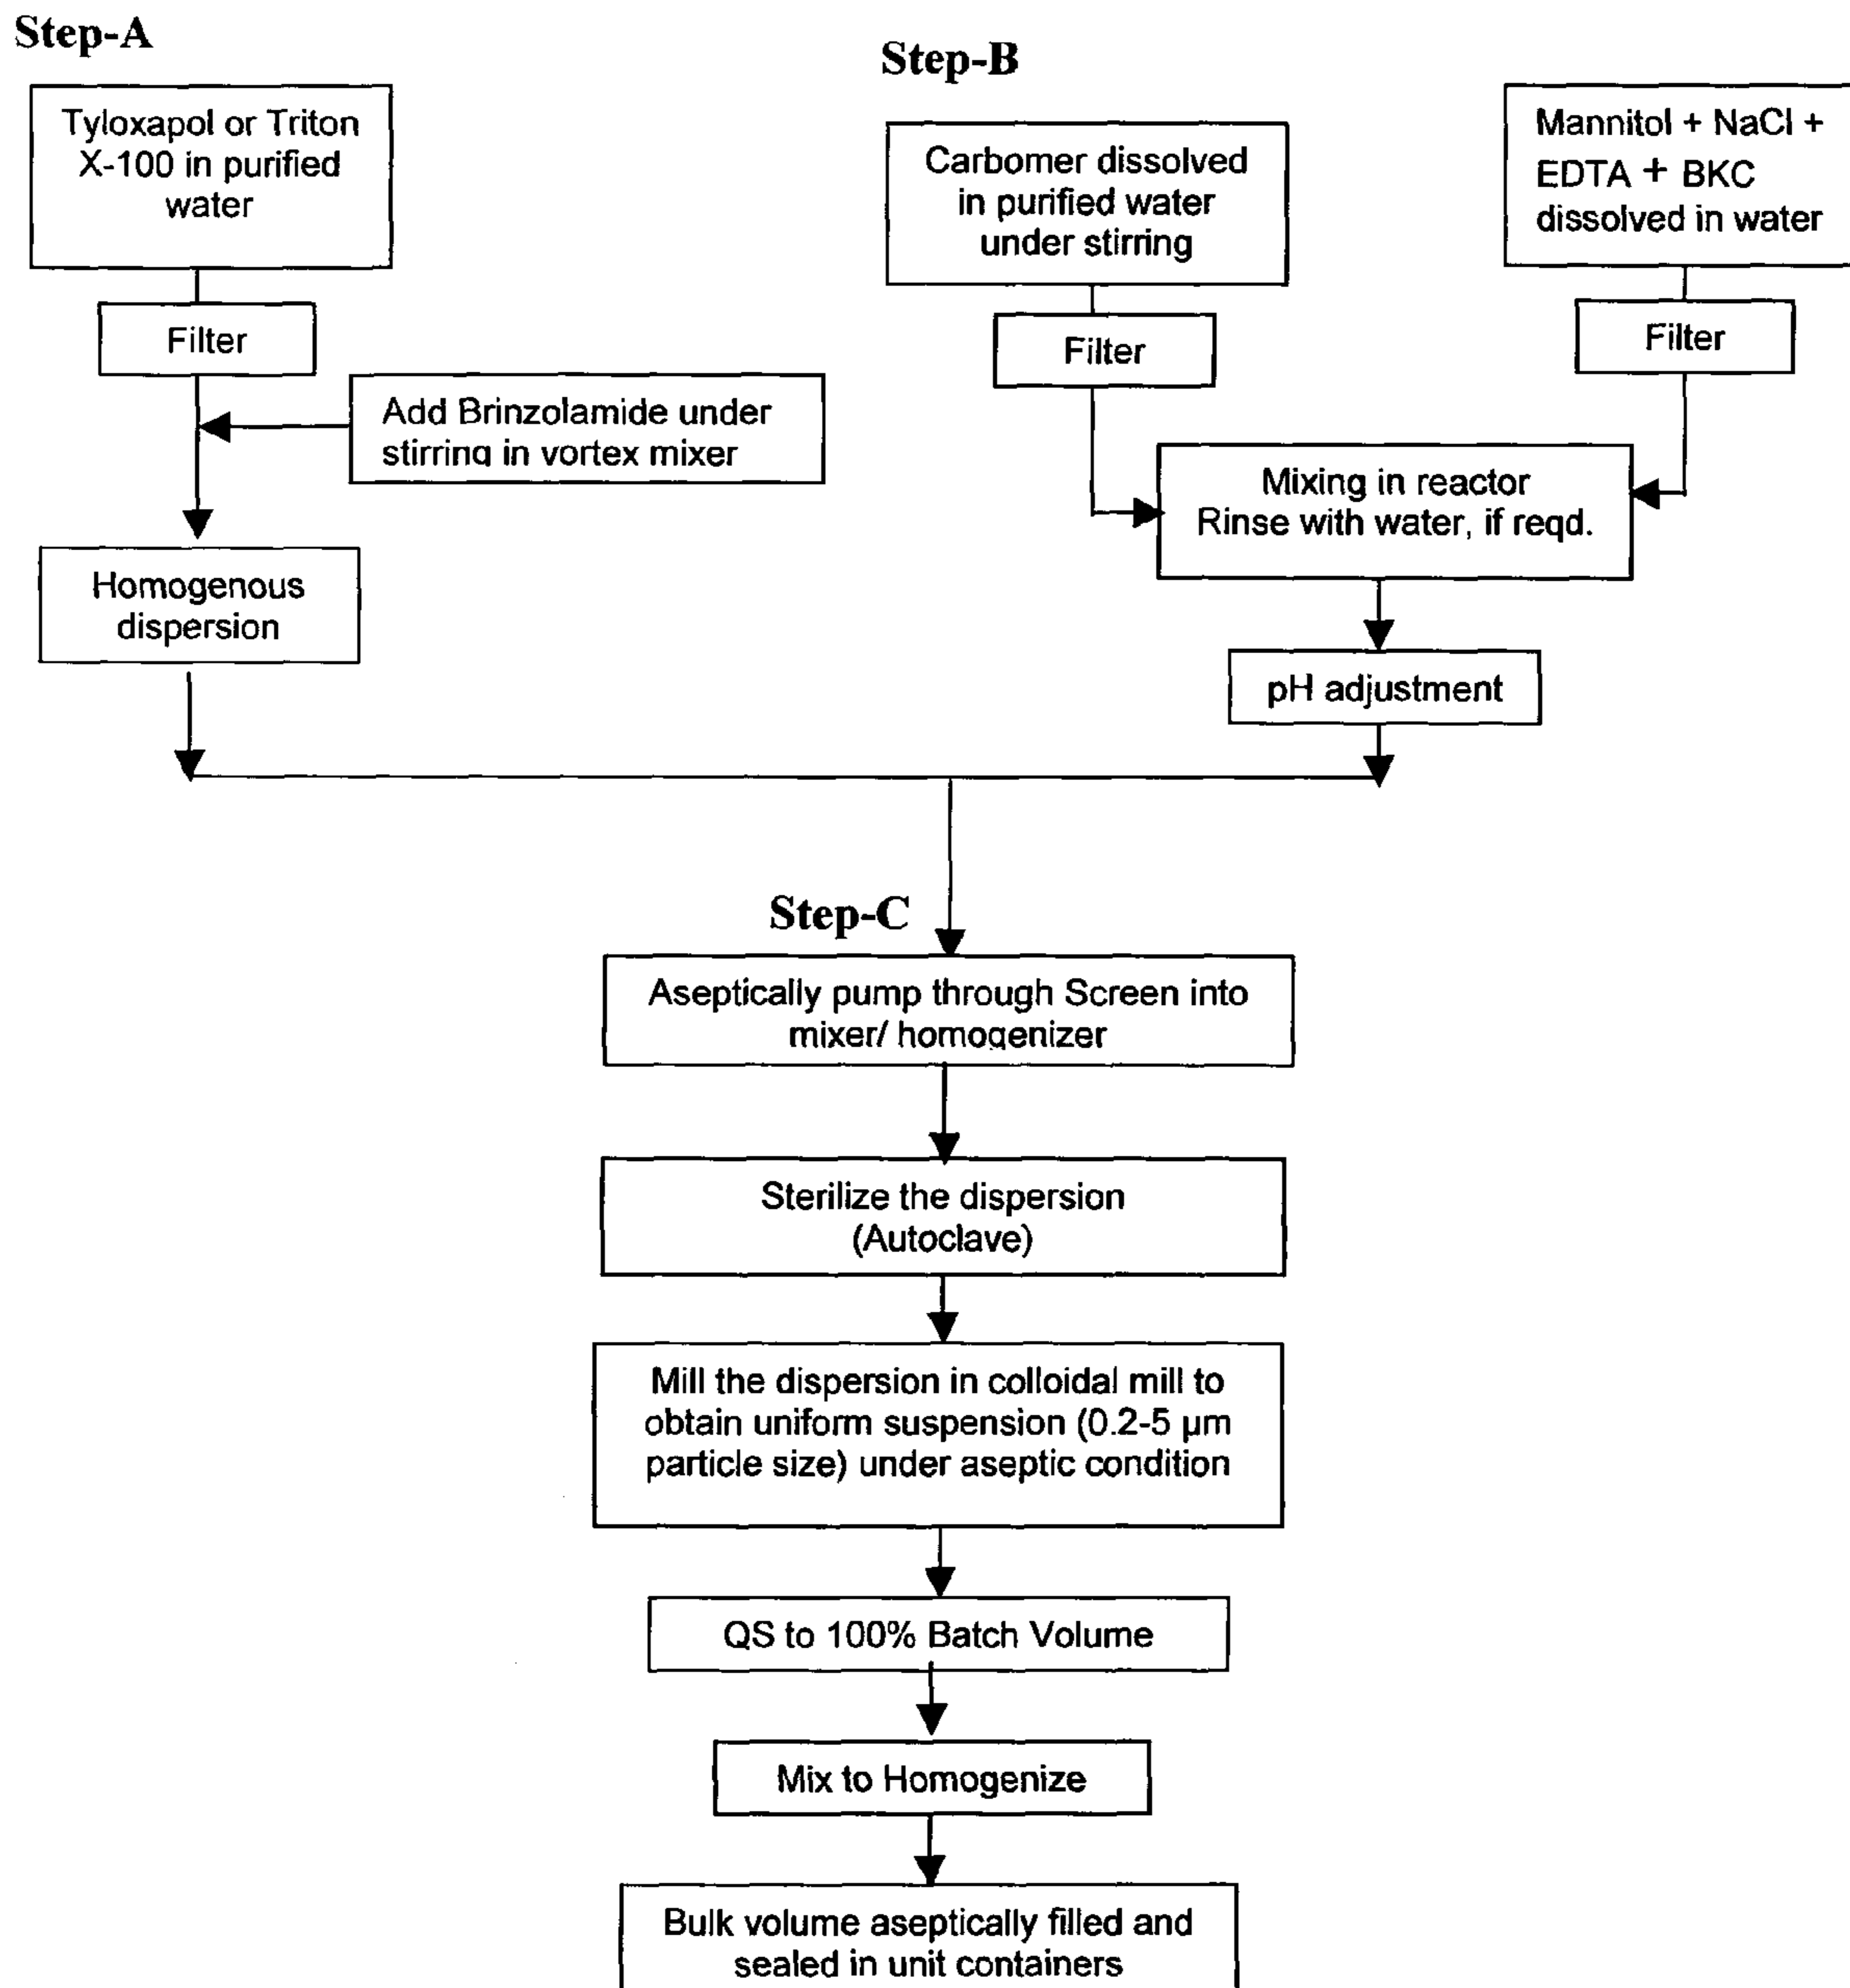 Step-A
Tyloxapol or Triton
X-100 in purified
water
Filter
Add Brinzolamide under
stirring in vortex mixer
Homogenous
dispersion
Step-B
Carbomer dissolved
in purified water
under stirring
Filter
Mannitol + NaCl +
EDTA + BKC
dissolved in water
Filter
Mixing in reactor
Rinse with water, if reqd.
pH adjustment
Step-C
Aseptically pump through Screen into
mixer/ homogenizer
Sterilize the dispersion
(Autoclave)
Mill the dispersion in colloidal mill to
obtain uniform suspension (0.2-5 µm
particle size) under aseptic condition
QS to 100% Batch Volume
Mix to Homogenize
Bulk volume aseptically filled and
sealed in unit containers